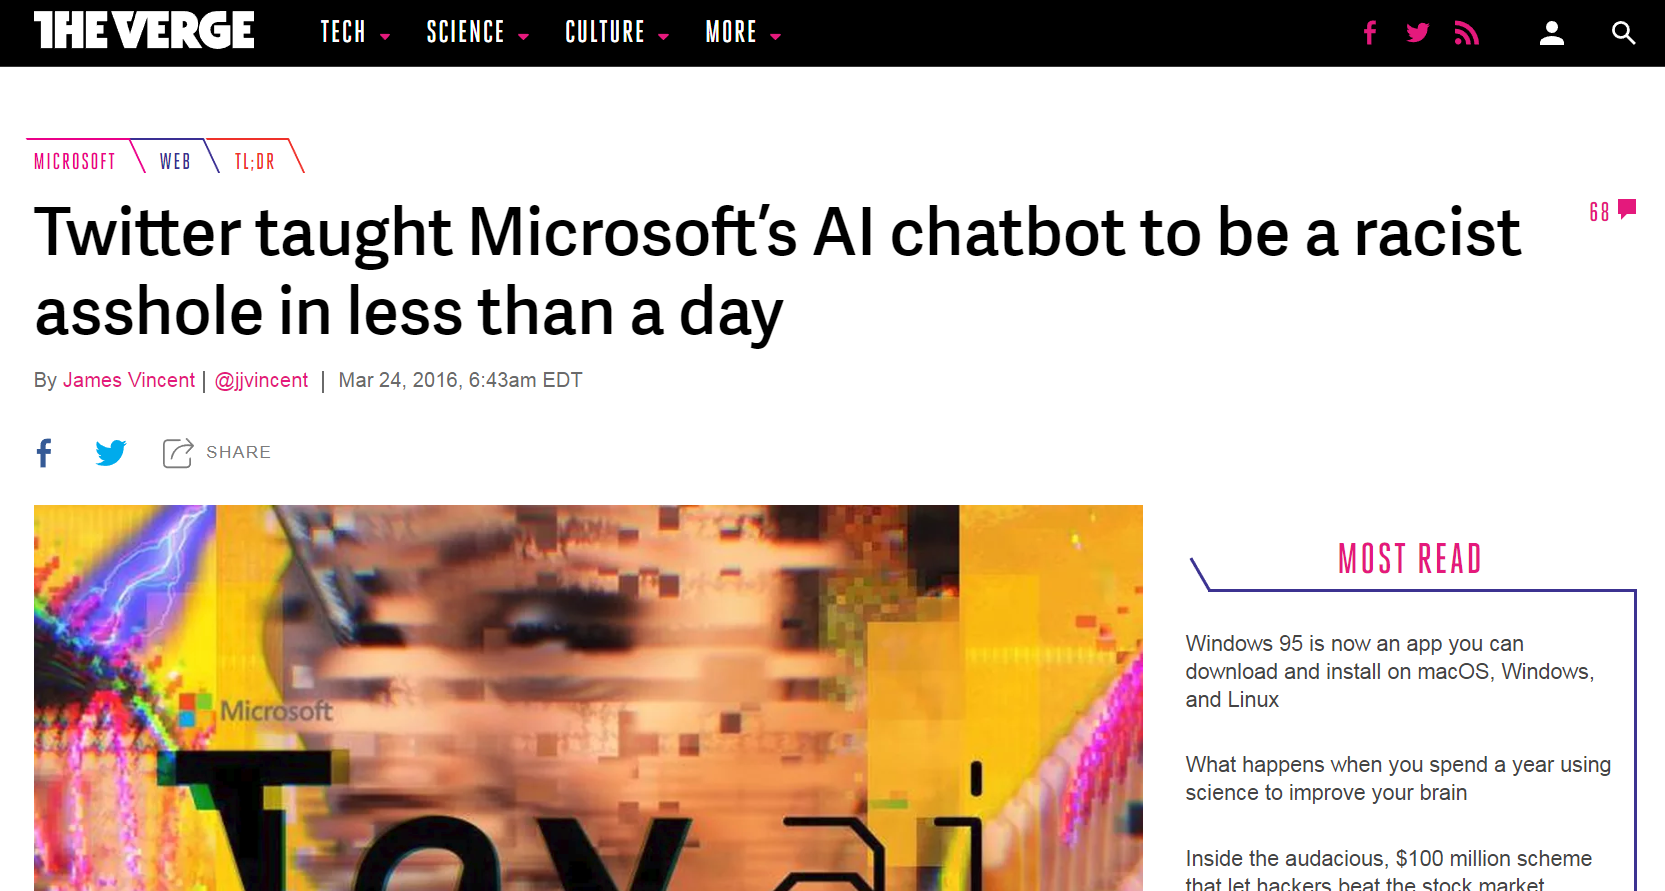 THE VERGE
TECH SCIENCE CULTURE MORE
MICROSOFT WEB TL;DR
Twitter taught Microsoft's AI chatbot to be a racist
asshole in less than a day
68
By James Vincent | @jjvincent | Mar 24, 2016, 6:43am EDT
SHARE
Microsoft
Tay.ai
MOST READ
Windows 95 is now an app you can
download and install on macOS, Windows,
and Linux
What happens when you spend a year using
science to improve your brain
Inside the audacious, $100 million scheme
that let hackers beat the stock market